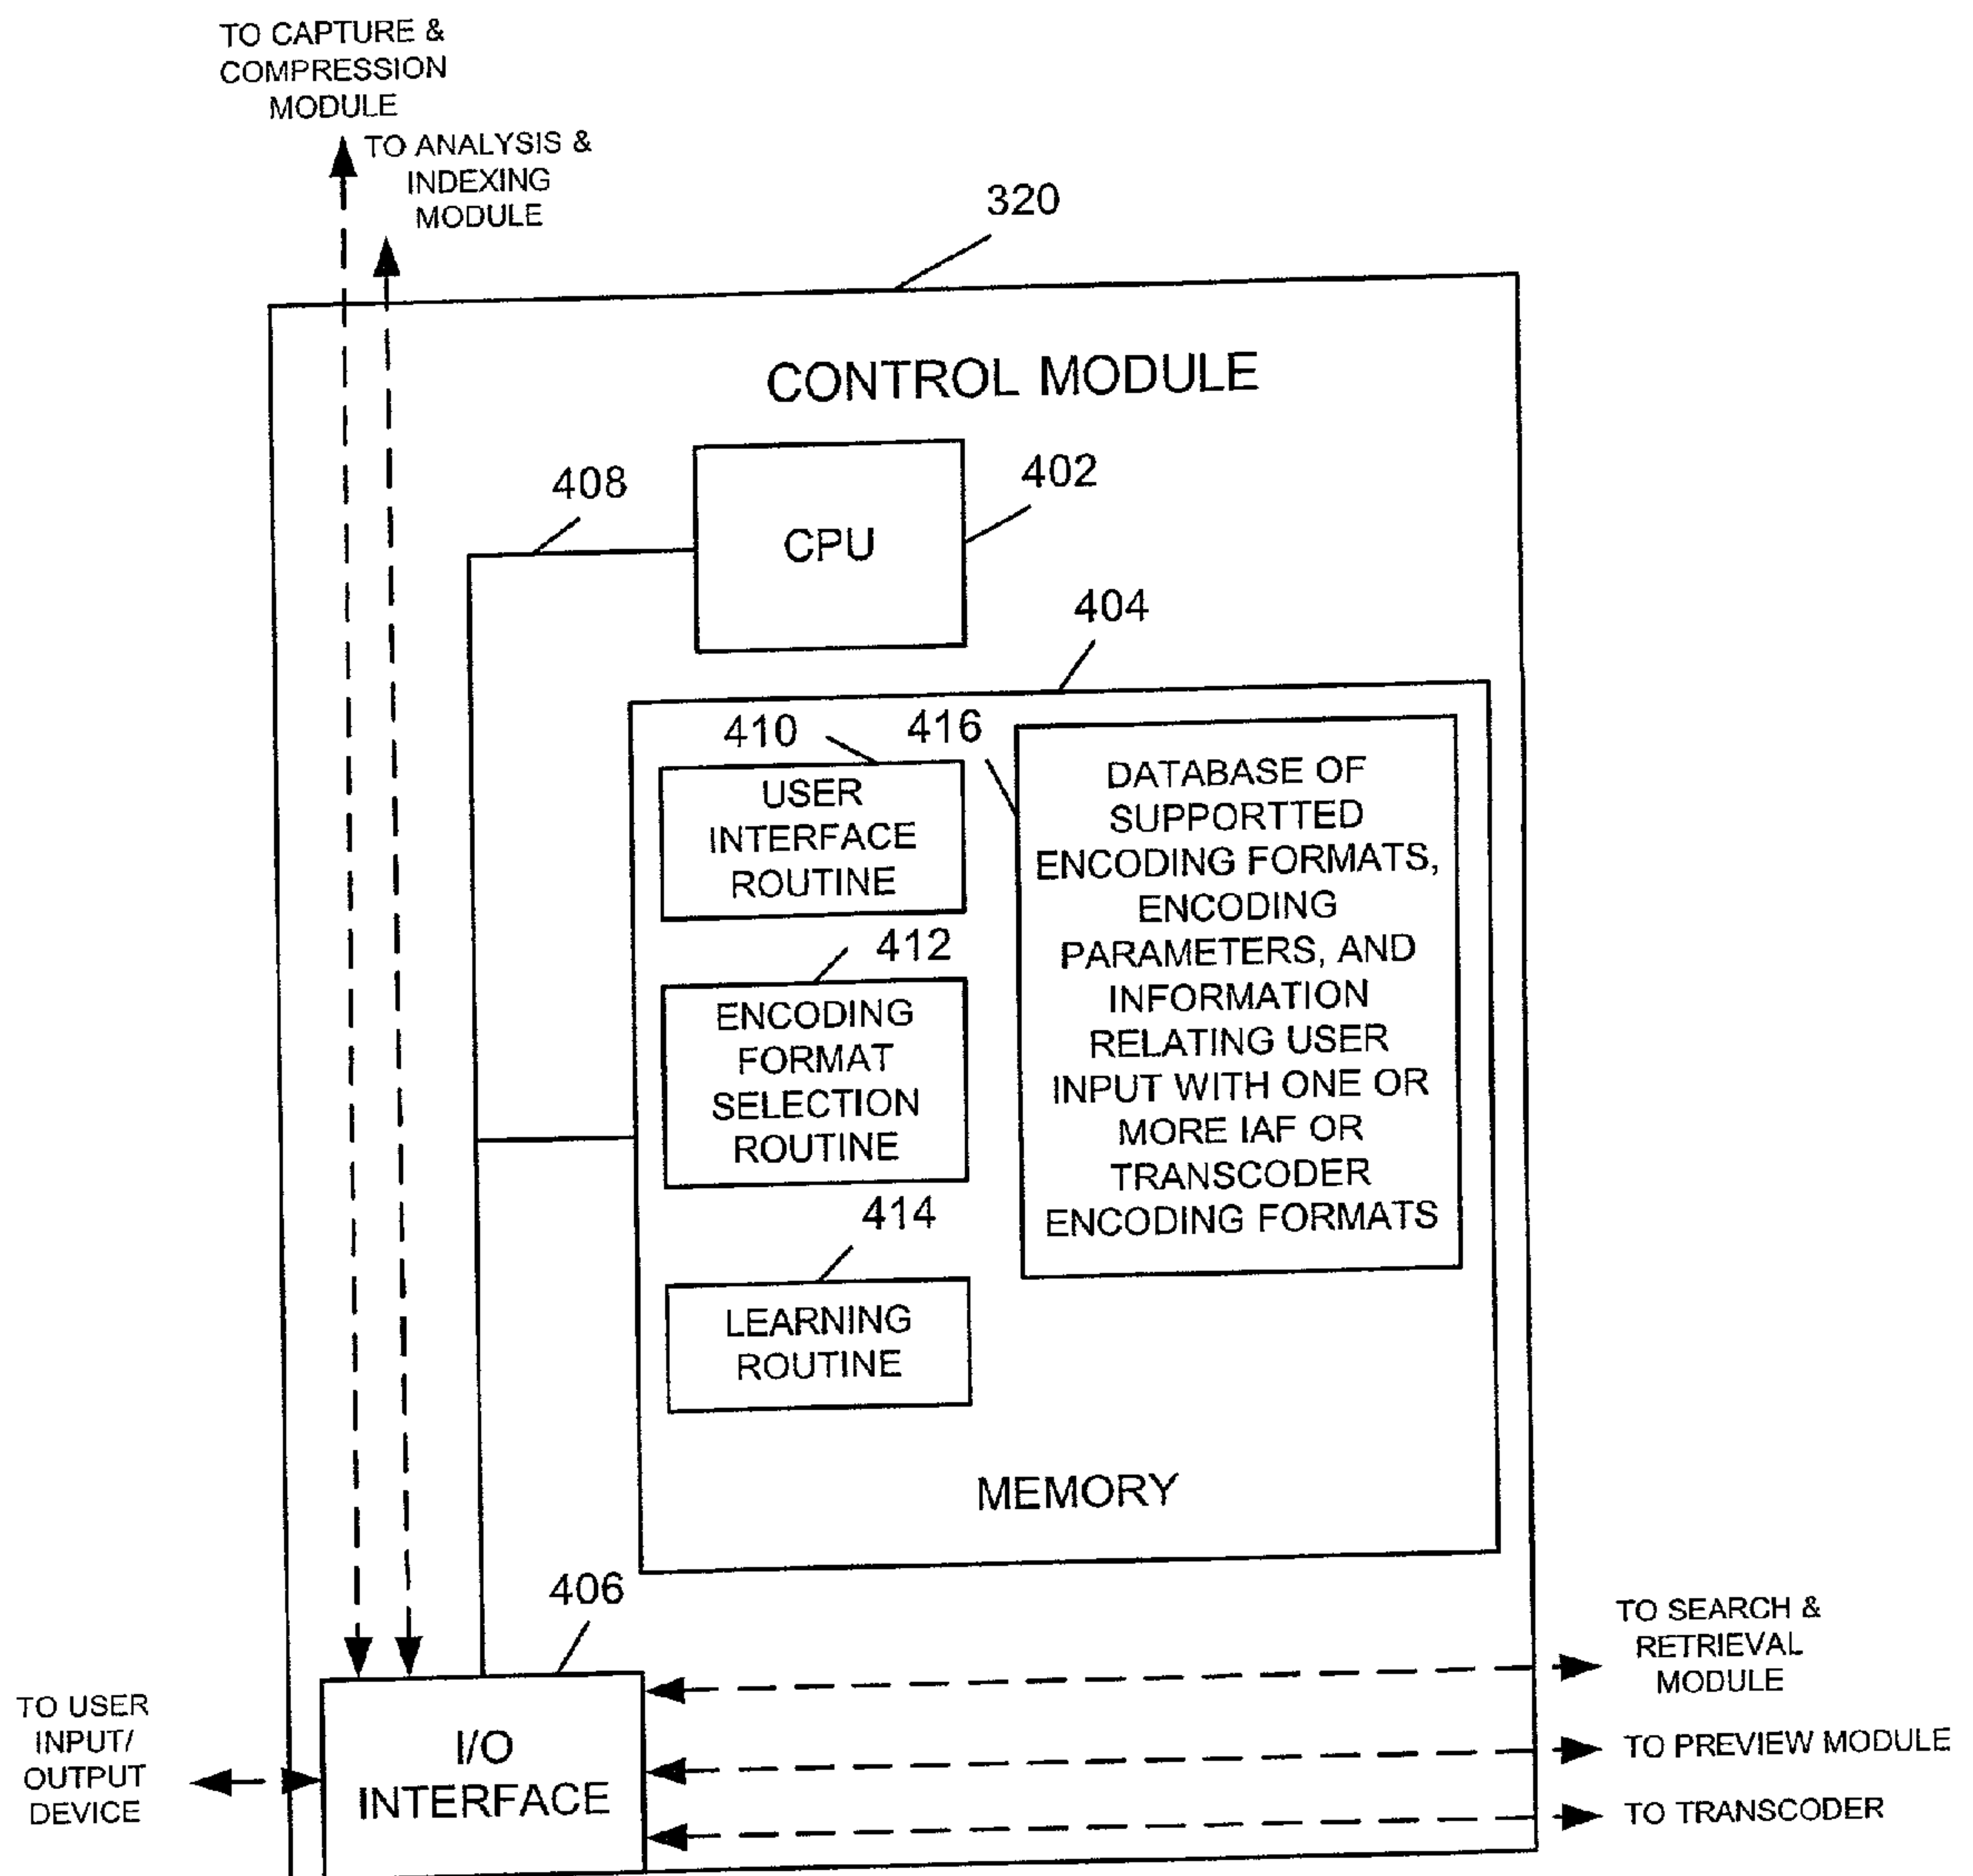 TO CAPTURE &
COMPRESSION
MODULE
TO ANALYSIS &
INDEXING
MODULE
320
CONTROL MODULE
408
CPU
402
404
410
USER
INTERFACE
ROUTINE
416
DATABASE OF
SUPPORTTED
ENCODING FORMATS,
ENCODING
PARAMETERS, AND
INFORMATION
RELATING USER
INPUT WITH ONE OR
MORE IAF OR
TRANSCODER
ENCODING FORMATS
412
ENCODING
FORMAT
SELECTION
ROUTINE
414
LEARNING
ROUTINE
MEMORY
406
I/O
INTERFACE
TO USER
INPUT/
OUTPUT
DEVICE
TO SEARCH &
RETRIEVAL
MODULE
TO PREVIEW MODULE
TO TRANSCODER